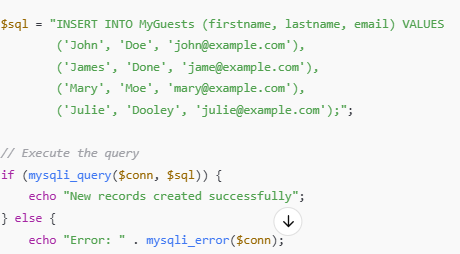 $sql = "INSERT INTO MyGuests (firstname, lastname, email) VALUES
('John', 'Doe', 'john@example.com'),
('James', 'Done', 'jame@example.com'),
('Mary', 'Moe', 'mary@example.com'),
('Julie', 'Dooley', 'julie@example.com');";
// Execute the query
if (mysqli_query($conn, $sql)) {
echo "New records created successfully";
} else {
echo "Error: " . mysqli_error($conn);